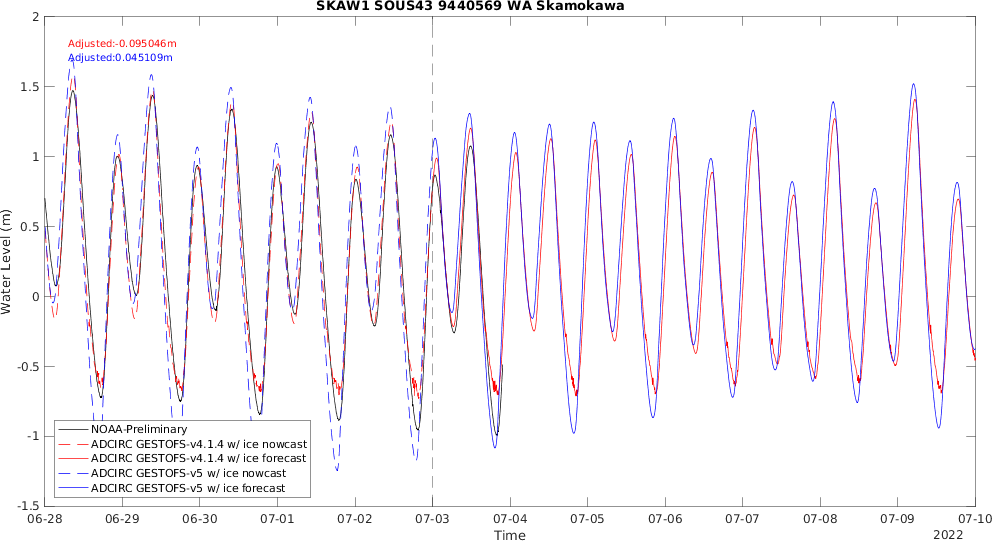 SKAW1 SOUS43 9440569 WA Skamokawa
2
1.5
1
0.5
0
-0.5
-1
-1.5
Water Level (m)
Adjusted:-0.095046m
Adjusted:0.045109m
NOAA-Preliminary
ADCIRC GESTOFS-v4.1.4 w/ ice nowcast
ADCIRC GESTOFS-v4.1.4 w/ ice forecast
ADCIRC GESTOFS-v5 w/ ice nowcast
ADCIRC GESTOFS-v5 w/ ice forecast
06-28 06-29 06-30 07-01 07-02 07-03 07-04 07-05 07-06 07-07 07-08 07-09 07-10
Time
2022